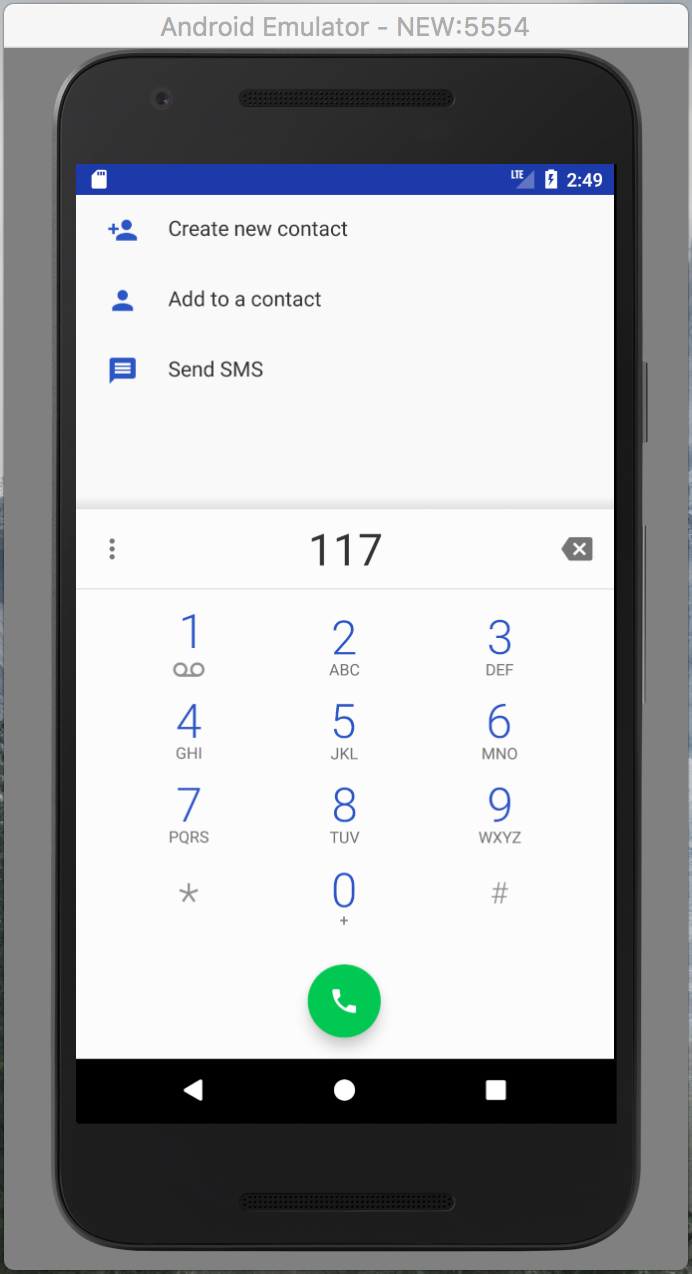 Android Emulator - NEW:5554
LTE 2:49
Create new contact
Add to a contact
Send SMS
117
1 2 3
ABC DEF
4 5 6
GHI JKL MNO
7 8 9
PQRS TUV WXYZ
* 0 #
+